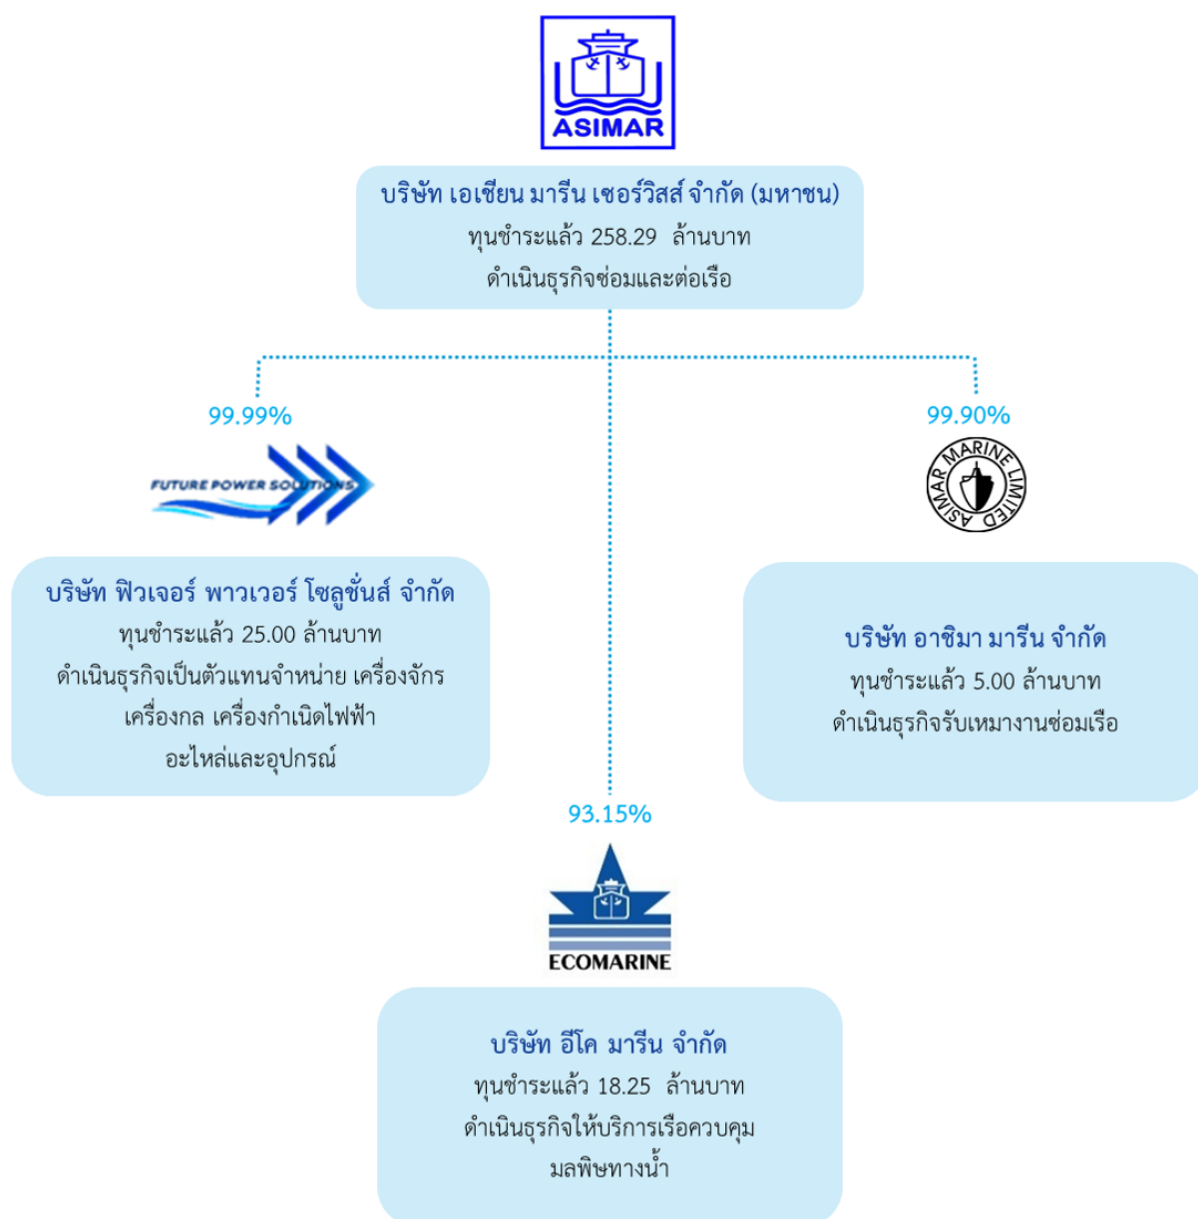 ASIMAR
บริษัท เอเชียน มารีน เซอร์วิสส์ จำกัด (มหาชน)
ทุนชำระแล้ว 258.29 ล้านบาท
ดำเนินธุรกิจซ่อมและต่อเรือ
99.99%
FUTURE POWER SOLUTIONS
บริษัท ฟิวเจอร์ พาวเวอร์ โซลูชั่นส์ จำกัด
ทุนชำระแล้ว 25.00 ล้านบาท
ดำเนินธุรกิจเป็นตัวแทนจำหน่าย เครื่องจักร
เครื่องกล เครื่องกำเนิดไฟฟ้า
อะไหล่และอุปกรณ์
99.90%
ASIMAR MARINE LIMITED
บริษัท อาชิมา มารีน จำกัด
ทุนชำระแล้ว 5.00 ล้านบาท
ดำเนินธุรกิจรับเหมางานซ่อมเรือ
93.15%
ECOMARINE
บริษัท อีโค มารีน จำกัด
ทุนชำระแล้ว 18.25 ล้านบาท
ดำเนินธุรกิจให้บริการเรือควบคุม
มลพิษทางน้ำ